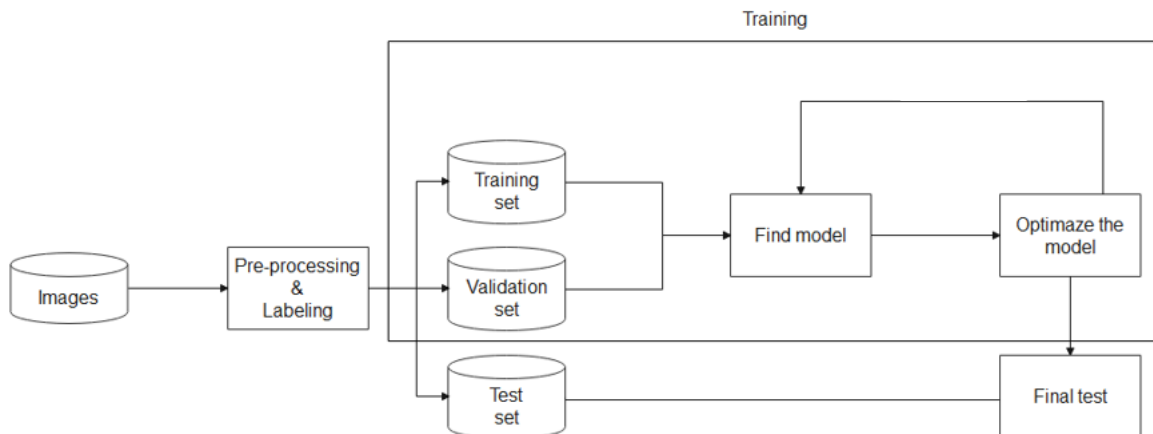 Training
Training
set
Find model
Optimaze the
model
Images
Pre-processing
&
Labeling
Validation
set
Test
set
Final test